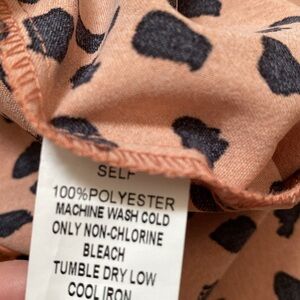 SELF
100%POLYESTER
MACHINE WASH COLD
ONLY NON-CHLORINE
BLEACH
TUMBLE DRY LOW
COOL IRON